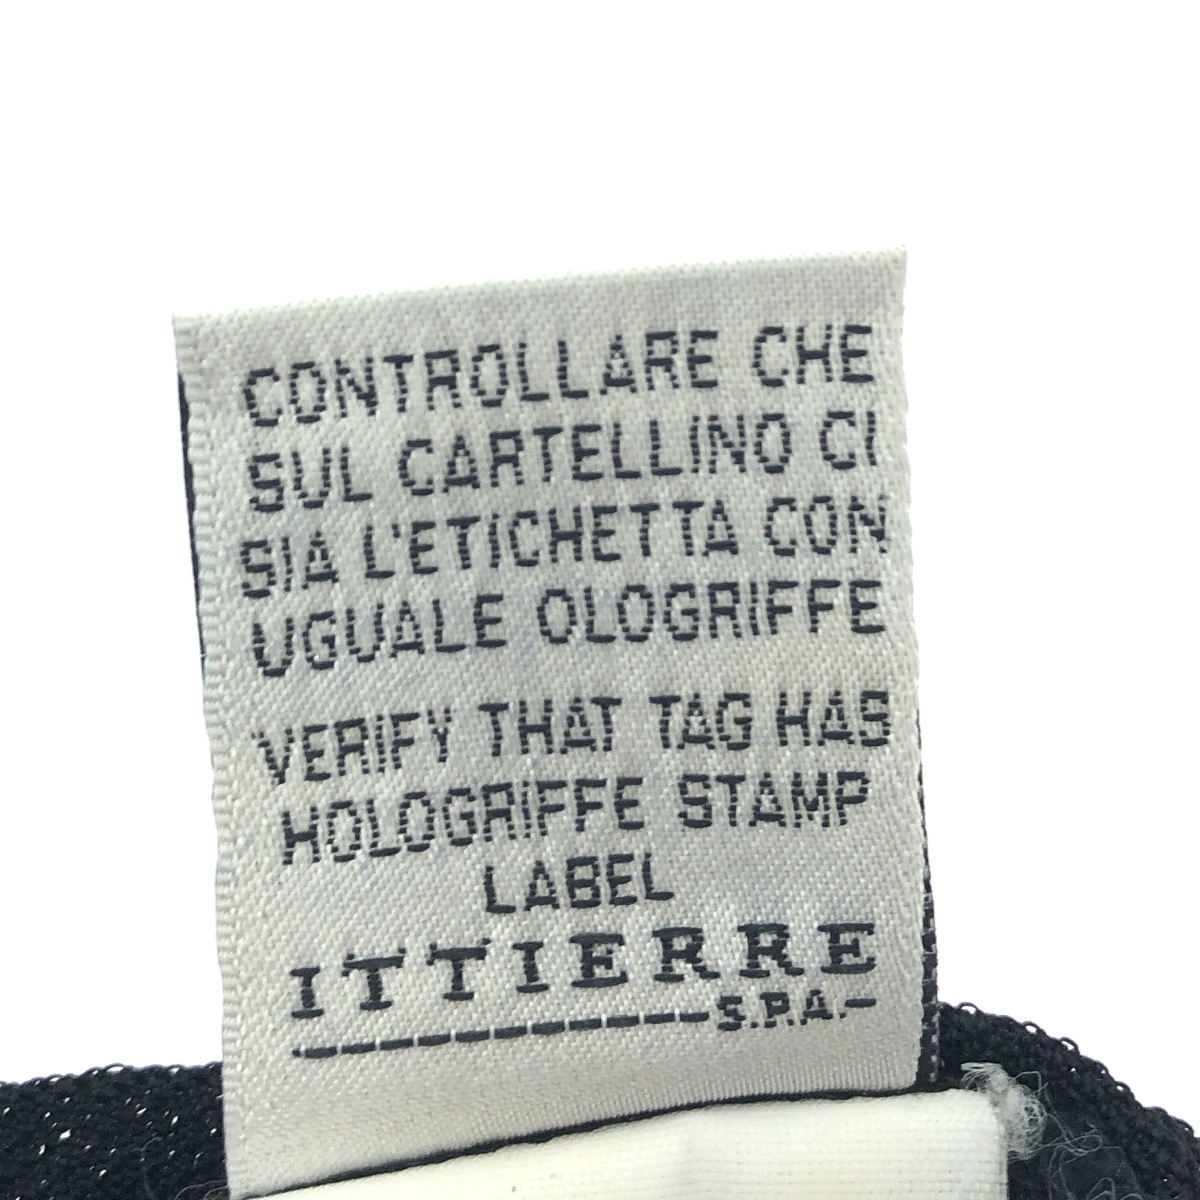 CONTROLLARE CHE
SUL CARTELLINO CI
SIA L'ETICHETTA CON
UGUALE OLOGRIFFE
VERIFY THAT TAG HAS
HOLOGRIFFE STAMP
LABEL
ITTIERRE
S.P.A.